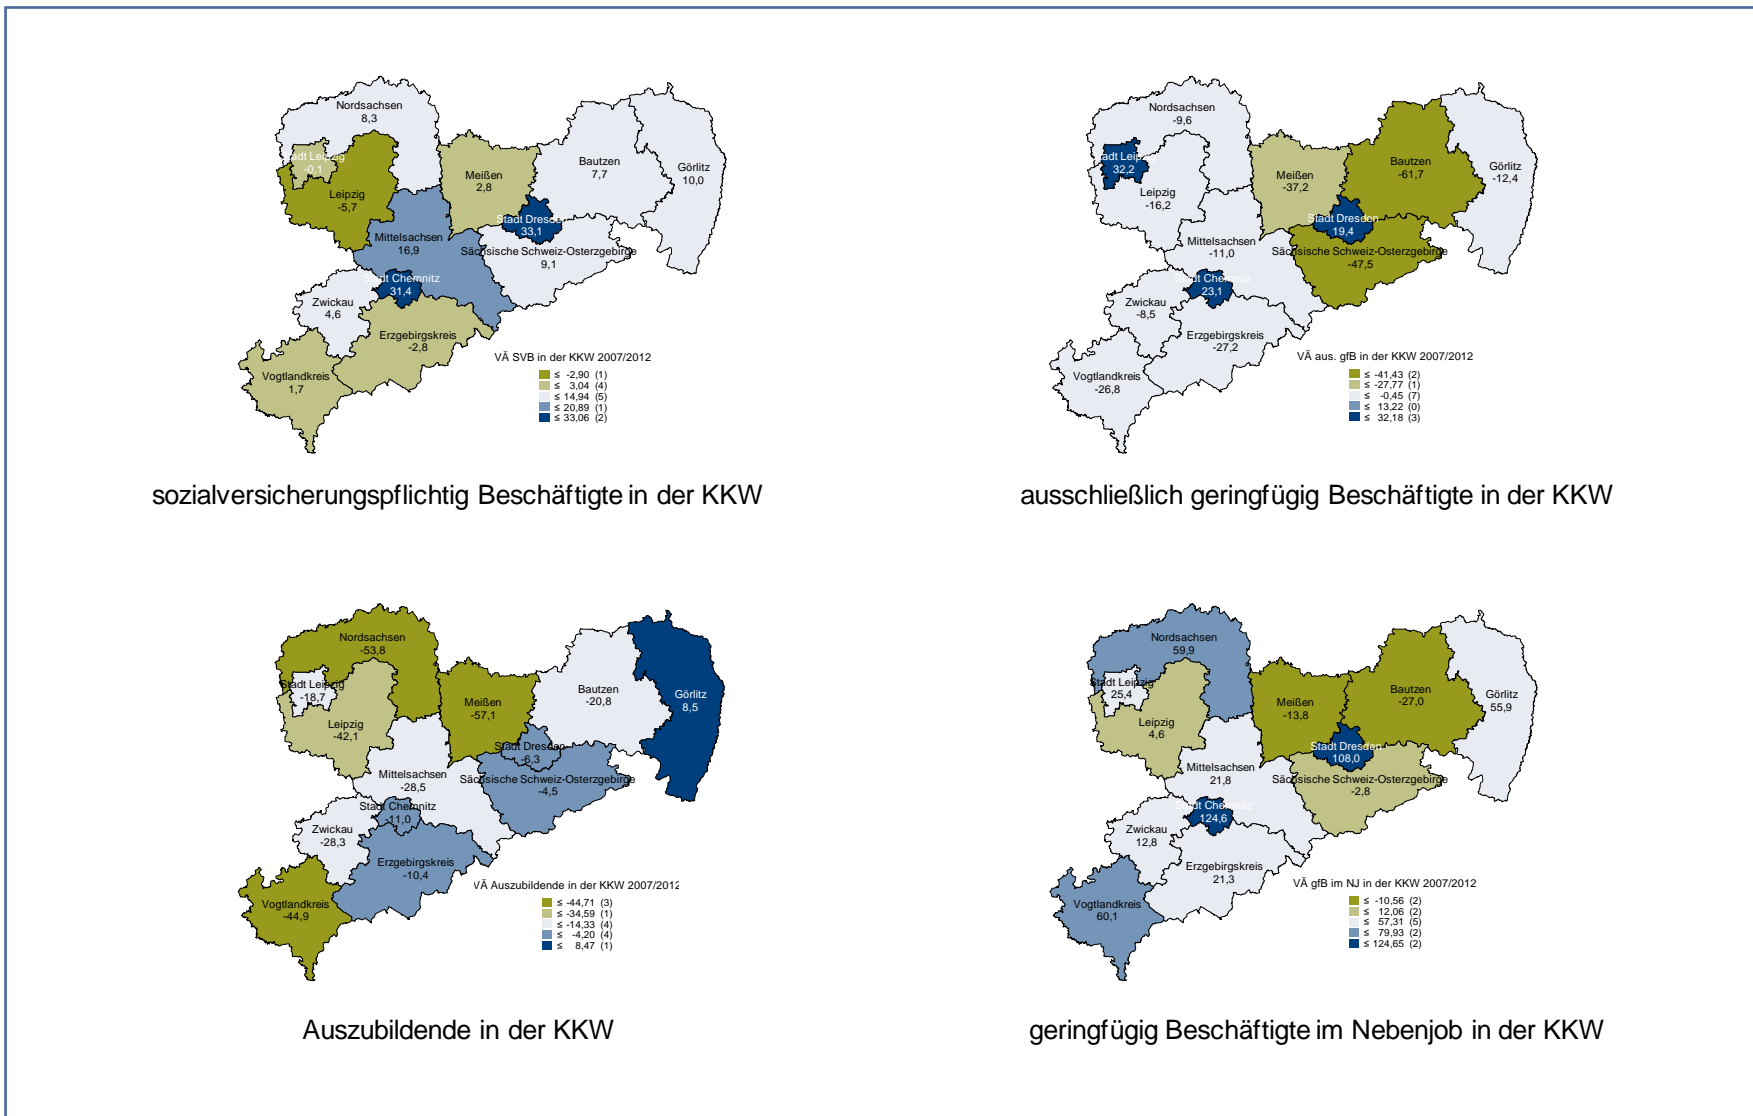 Nordsachsen
8,3
Stadt Leipzig
-0,1
Leipzig
-5,7
Meißen
2,8
Bautzen
7,7
Görlitz
10,0
Stadt Dresden
33,1
Mittelsachsen
16,9
Sächsische Schweiz-Osterzgebirge
9,1
Stadt Chemnitz
31,4
Zwickau
4,6
Erzgebirgskreis
-2,8
Vogtlandkreis
1,7
VÄ SVB in der KKW 2007/2012
≤ -2,90 (1)
≤ 3,04 (4)
≤ 14,94 (5)
≤ 20,89 (1)
≤ 33,06 (2)
sozialversicherungspflichtig Beschäftigte in der KKW
Nordsachsen
-9,6
Stadt Leipzig
32,2
Leipzig
-16,2
Meißen
-37,2
Bautzen
-61,7
Görlitz
-12,4
Stadt Dresden
19,4
Mittelsachsen
-11,0
Sächsische Schweiz-Osterzgebirge
-47,5
Stadt Chemnitz
23,1
Zwickau
-8,5
Erzgebirgskreis
-27,2
Vogtlandkreis
-26,8
VÄ aus. gfB in der KKW 2007/2012
≤ -41,43 (2)
≤ -27,77 (1)
≤ -0,45 (7)
≤ 13,22 (0)
≤ 32,18 (3)
ausschließlich geringfügig Beschäftigte in der KKW
Nordsachsen
-53,8
Stadt Leipzig
-18,7
Leipzig
-42,1
Meißen
-57,1
Bautzen
-20,8
Görlitz
8,5
Stadt Dresden
-6,3
Mittelsachsen
-28,5
Sächsische Schweiz-Osterzgebirge
-4,5
Stadt Chemnitz
-11,0
Zwickau
-28,3
Erzgebirgskreis
-10,4
Vogtlandkreis
-44,9
VÄ Auszubildende in der KKW 2007/2012
≤ -44,71 (3)
≤ -34,59 (1)
≤ -14,33 (4)
≤ -4,20 (4)
≤ 8,47 (1)
Auszubildende in der KKW
Nordsachsen
59,9
Stadt Leipzig
25,4
Leipzig
4,6
Meißen
-13,8
Bautzen
-27,0
Görlitz
55,9
Stadt Dresden
108,0
Mittelsachsen
21,8
Sächsische Schweiz-Osterzgebirge
-2,8
Stadt Chemnitz
124,6
Zwickau
12,8
Erzgebirgskreis
21,3
Vogtlandkreis
60,1
VÄ gfB im NJ in der KKW 2007/2012
≤ -10,56 (2)
≤ 12,06 (2)
≤ 57,31 (5)
≤ 79,93 (2)
≤ 124,65 (2)
geringfügig Beschäftigte im Nebenjob in der KKW